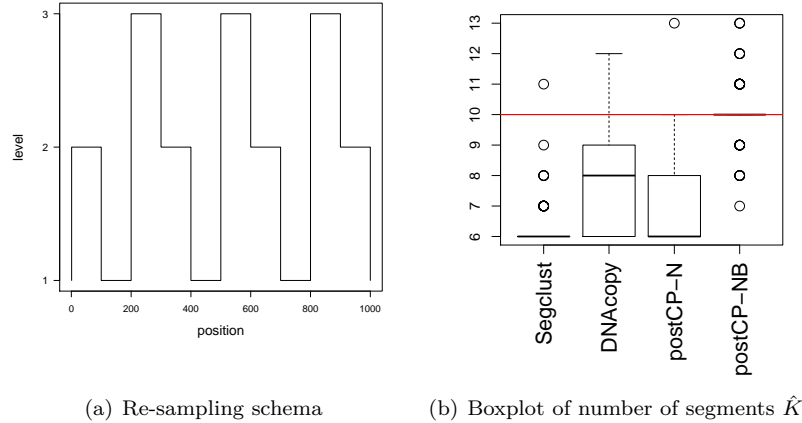 3
2
1
level
0
200
400
600
800
1000
position
13
12
11
10
9
8
7
6
Segclust
DNAcopy
postCP−N
postCP−NB
(a) Re-sampling schema
(b) Boxplot of number of segments K̂